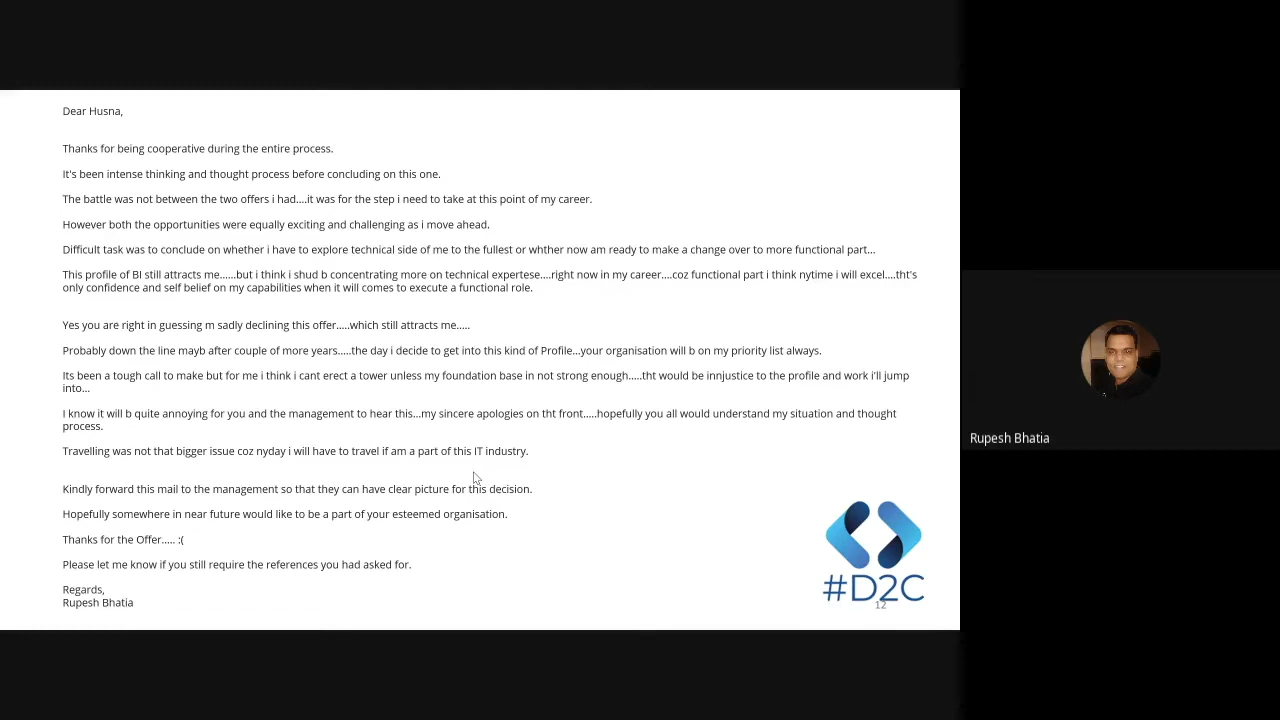 Dear Husna,
Thanks for being cooperative during the entire process.
It's been intense thinking and thought process before concluding on this one.
The battle was not between the two offers i had....it was for the step i need to take at this point of my career.
However both the opportunities were equally exciting and challenging as i move ahead.
Difficult task was to conclude on whether i have to explore technical side of me to the fullest or whther now am ready to make a change over to more functional part...
This profile of BI still attracts me......but i think i shud b concentrating more on technical expertese....right now in my career....coz functional part i think nytime i will excel....tht's
only confidence and self belief on my capabilities when it will comes to execute a functional role.
Yes you are right in guessing m sadly declining this offer.....which still attracts me.....
Probably down the line mayb after couple of more years.....the day i decide to get into this kind of Profile...your organisation will b on my priority list always.
Its been a tough call to make but for me i think i cant erect a tower unless my foundation base in not strong enough.....tht would be innjustice to the profile and work i'll jump
into...
I know it will b quite annoying for you and the management to hear this...my sincere apologies on tht front.....hopefully you all would understand my situation and thought
process.
Travelling was not that bigger issue coz nyday i will have to travel if am a part of this IT industry.
Kindly forward this mail to the management so that they can have clear picture for this decision.
Hopefully somewhere in near future would like to be a part of your esteemed organisation.
Thanks for the Offer..... :(
Please let me know if you still require the references you had asked for.
Regards,
Rupesh Bhatia
#D2C
12
Rupesh Bhatia